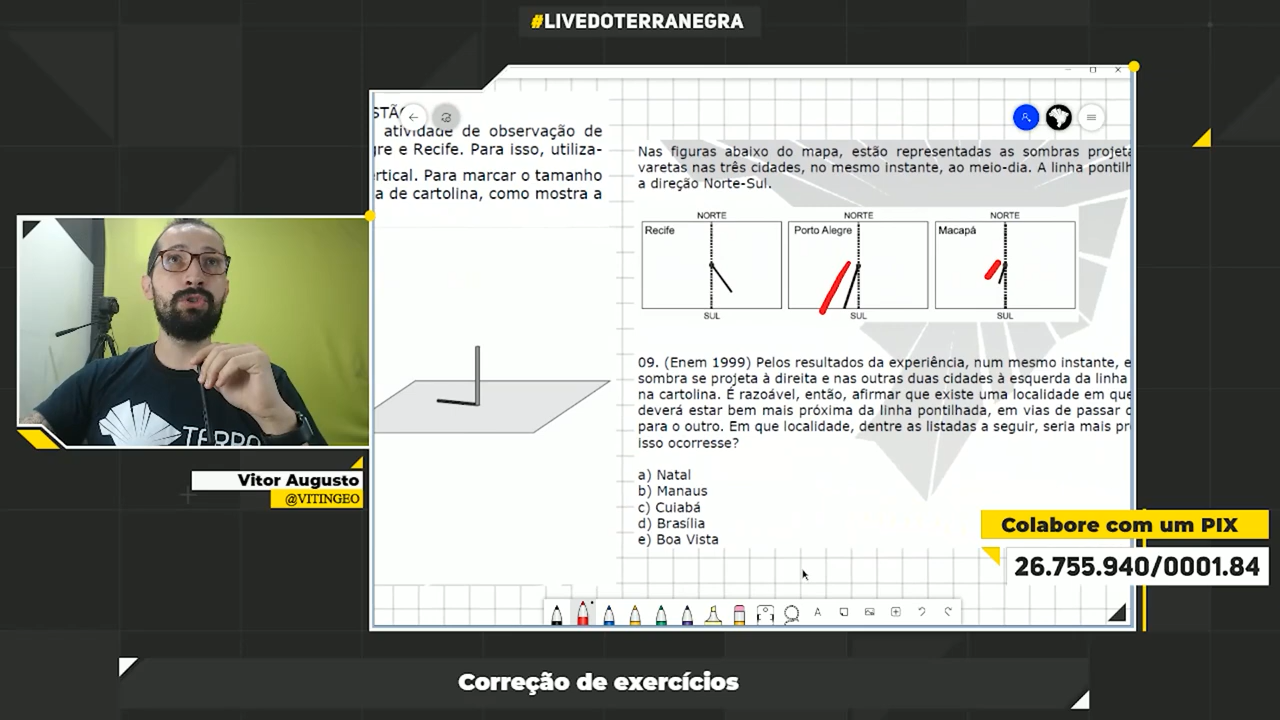 #LIVEDOTERRANEGRA
atividade de observação de
gre e Recife. Para isso, utiliza-
ertical. Para marcar o tamanho
a de cartolina, como mostra a
Nas figuras abaixo do mapa, estão representadas as sombras projeta
varetas nas três cidades, no mesmo instante, ao meio-dia. A linha pontilh
a direção Norte-Sul.
NORTE NORTE NORTE
Recife Porto Alegre Macapá
SUL SUL SUL
09. (Enem 1999) Pelos resultados da experiência, num mesmo instante, e
sombra se projeta à direita e nas outras duas cidades à esquerda da linha
na cartolina. É razoável, então, afirmar que existe uma localidade em que
deverá estar bem mais próxima da linha pontilhada, em vias de passar
para o outro. Em que localidade, dentre as listadas a seguir, seria mais pr
isso ocorresse?
a) Natal
b) Manaus
c) Cuiabá
d) Brasília
e) Boa Vista
TERRA
Vitor Augusto
@VITINGEO
Colabore com um PIX
26.755.940/0001.84
Correção de exercícios